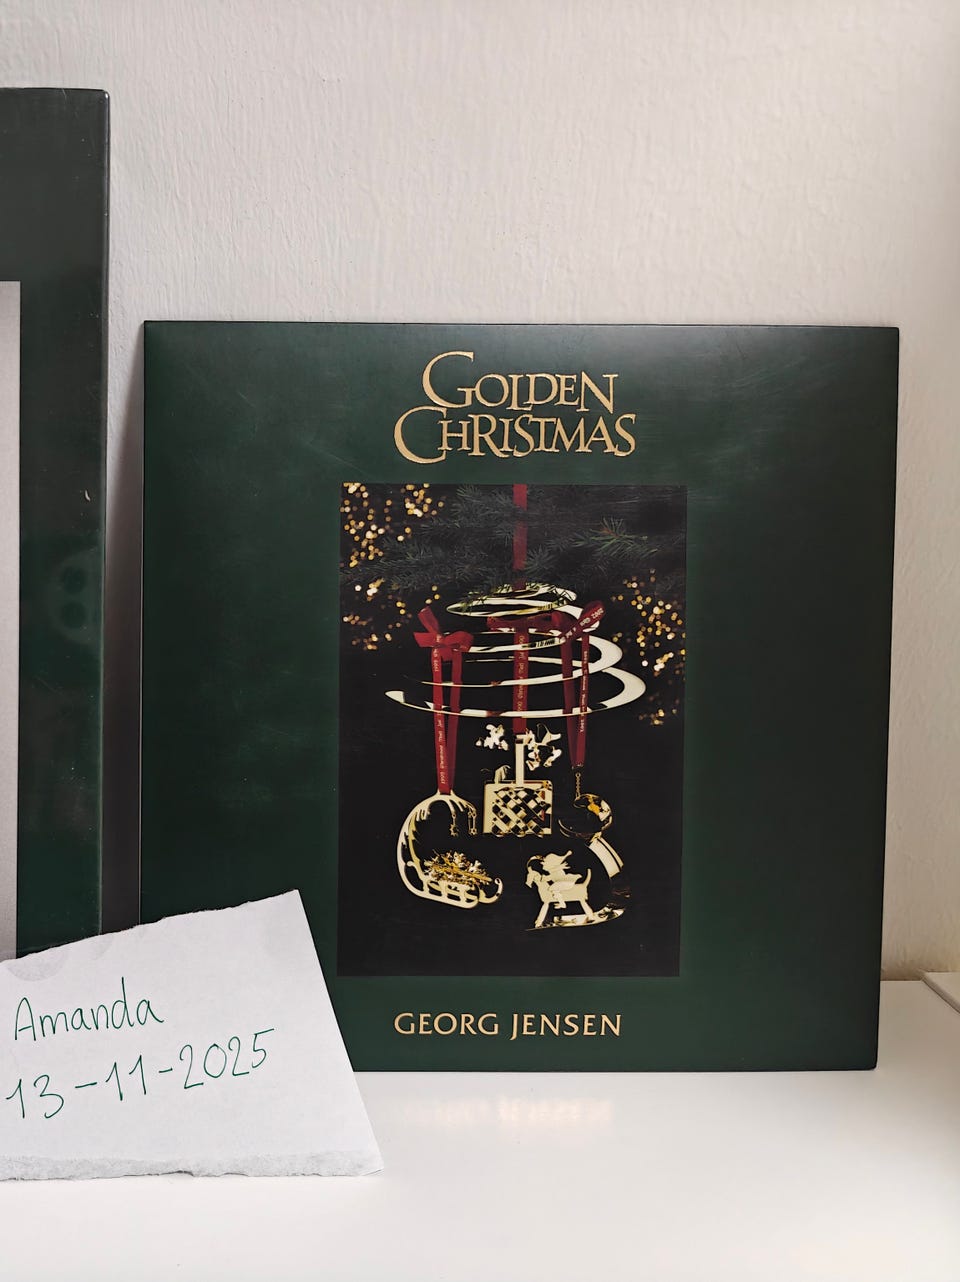 GOLDEN
CHRISTMAS
GEORG JENSEN
Amanda
13-11-2025